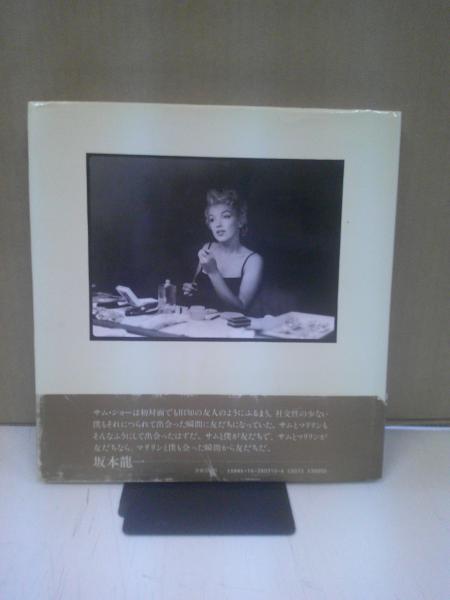 サム・ショーは初対面でも旧知の友人のようにふるまう。社交性の少ない
僕もそれにつられて出会った瞬間に友だちになっていた。サムとマリリンも
そんなふうにして出会ったはずだ。サムと僕が友だちで、サムとマリリンが
友だちなら、マリリンと僕も会った瞬間から友だちだ。
坂本龍一